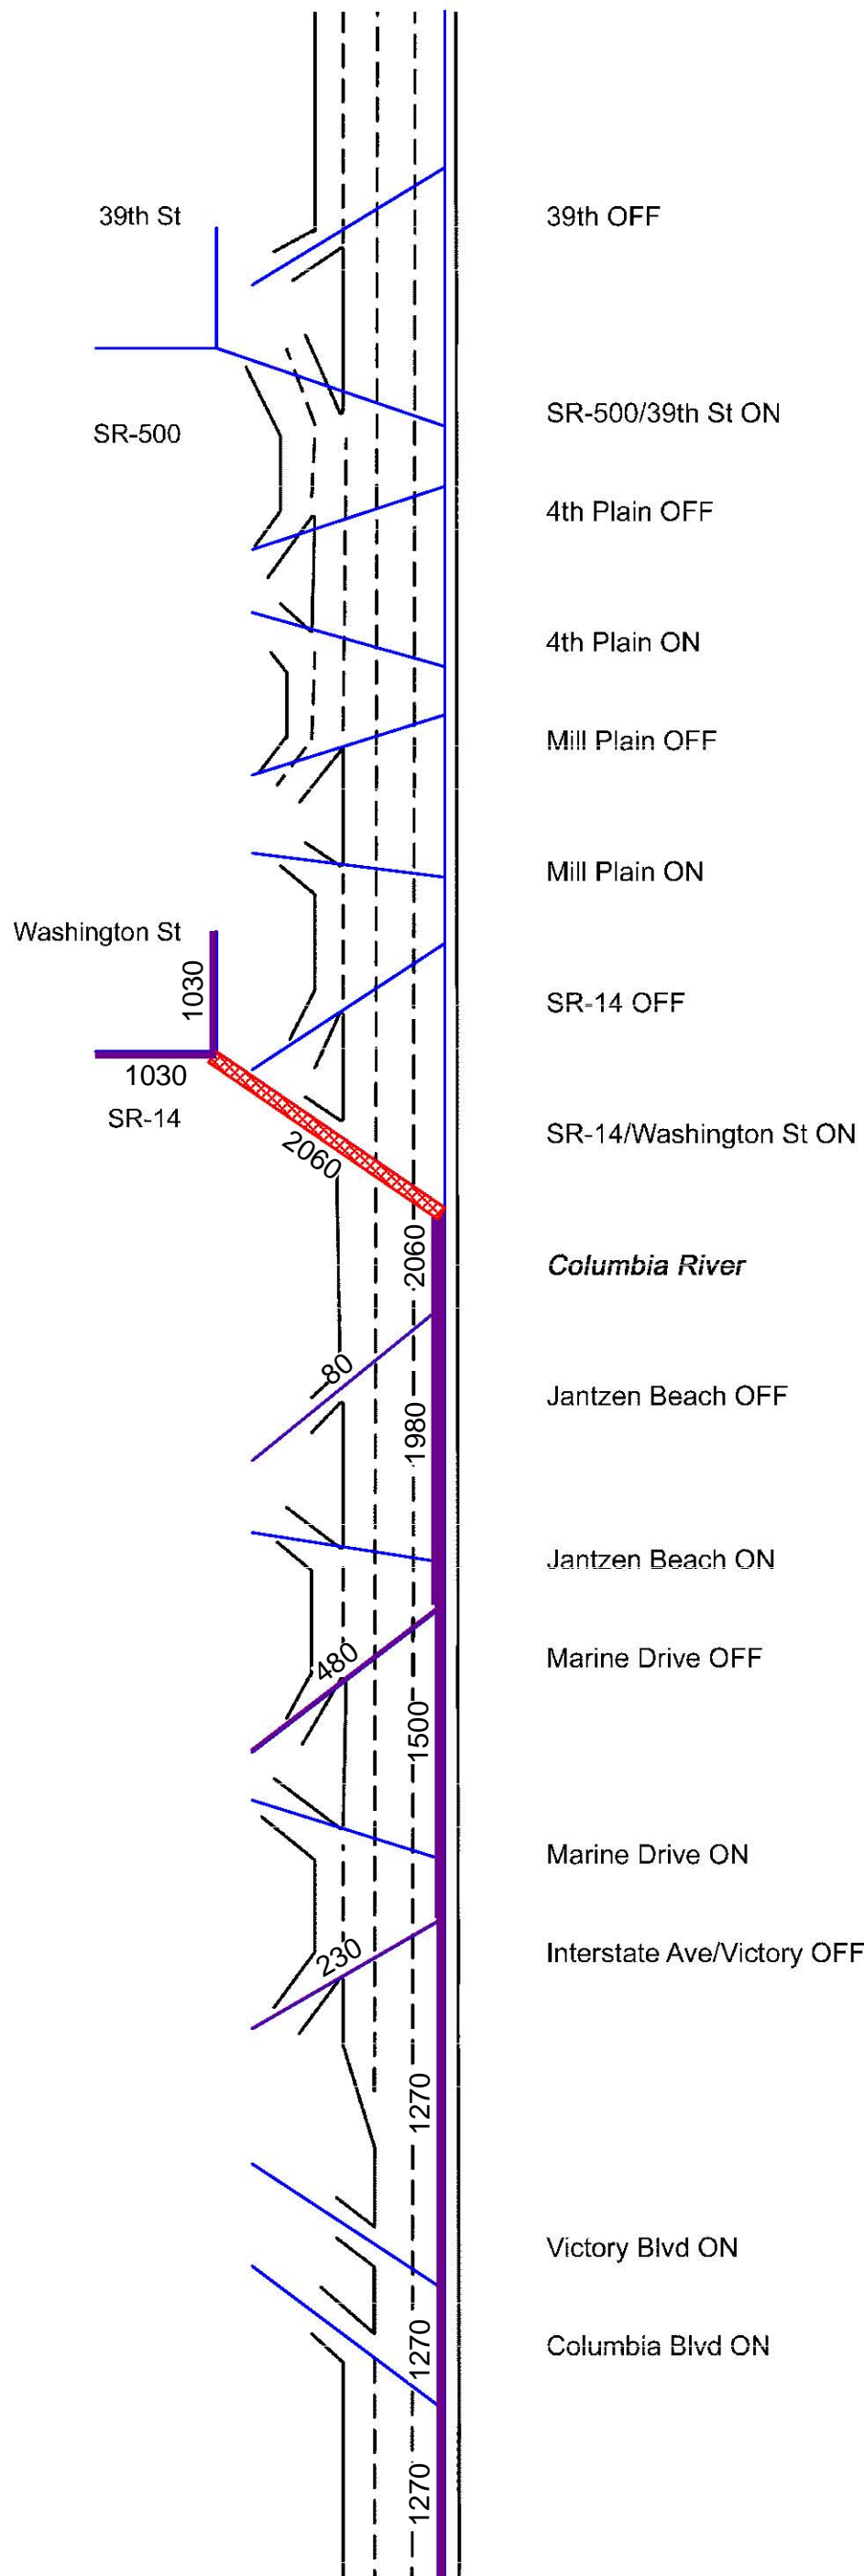 39th St
39th OFF
SR-500/39th St ON
SR-500
4th Plain OFF
4th Plain ON
Mill Plain OFF
Mill Plain ON
Washington St
1030
SR-14 OFF
1030
SR-14
SR-14/Washington St ON
2060
2060
Columbia River
80
Jantzen Beach OFF
1980
Jantzen Beach ON
480
Marine Drive OFF
1500
Marine Drive ON
230
Interstate Ave/Victory OFF
1270
Victory Blvd ON
1270
Columbia Blvd ON
1270